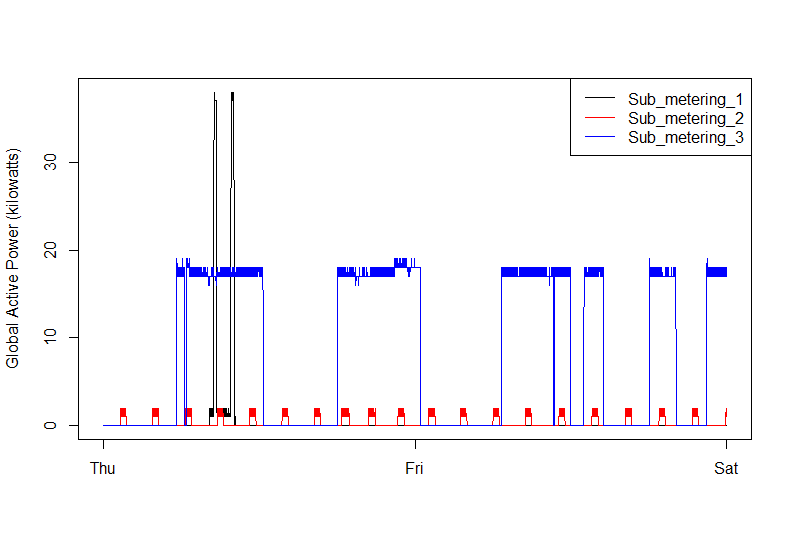 Sub_metering_1
Sub_metering_2
Sub_metering_3
Global Active Power (kilowatts)
30
20
10
0
Thu
Fri
Sat